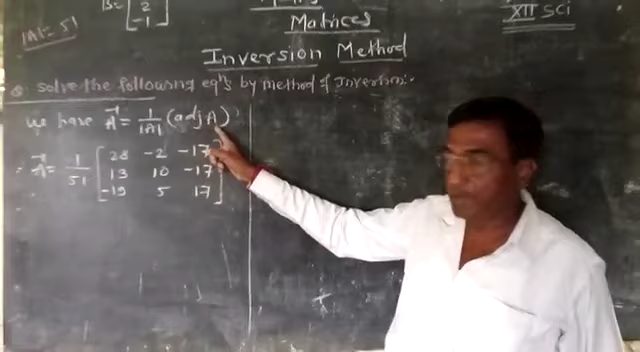 Matrices
XII SCI
B = [ 2
-1 ]
|A| = 51
Inversion Method
Q. solve the following eqⁿs by method of Inversion:-
we have A⁻¹ = 1/|A| (adj A)
∴ A⁻¹ = 1/51 [ 28 -2 -17
13 10 -17
-19 5 17 ]